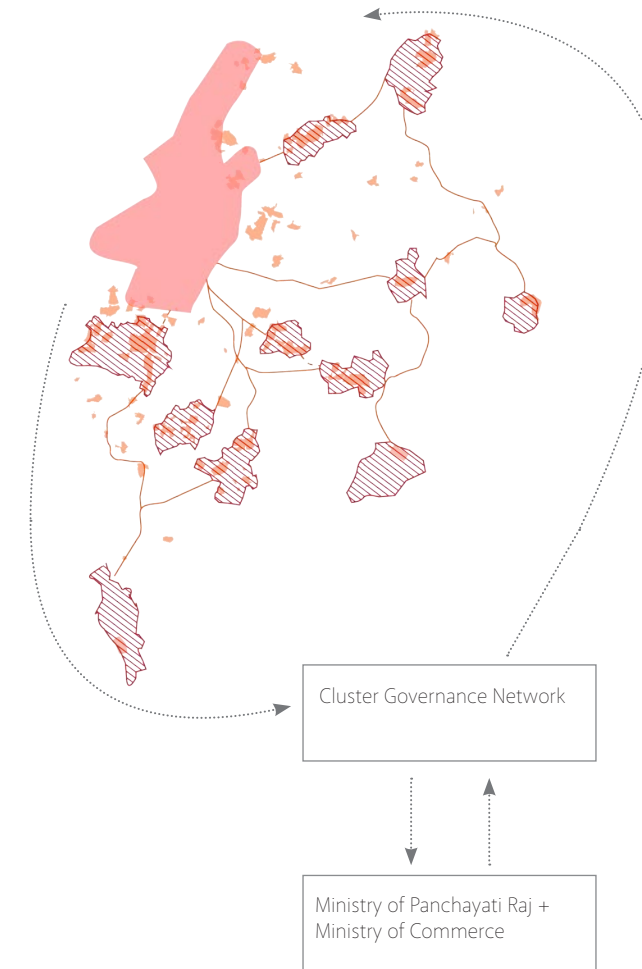 Cluster Governance Network
Ministry of Panchayati Raj +
Ministry of Commerce